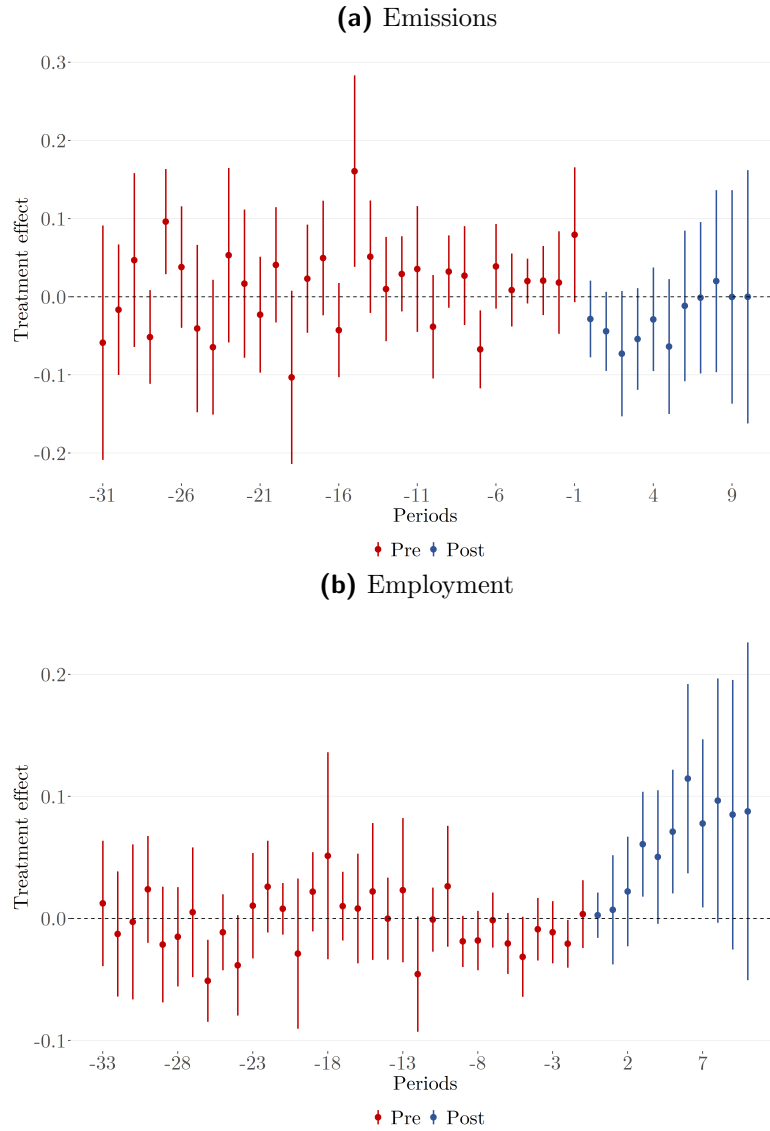 (a) Emissions
0.3
0.2
0.1
0.0
-0.1
-0.2
Treatment effect
-31 -26 -21 -16 -11 -6 -1 4 9
Periods
Pre Post
(b) Employment
0.2
0.1
0.0
-0.1
Treatment effect
-33 -28 -23 -18 -13 -8 -3 2 7
Periods
Pre Post